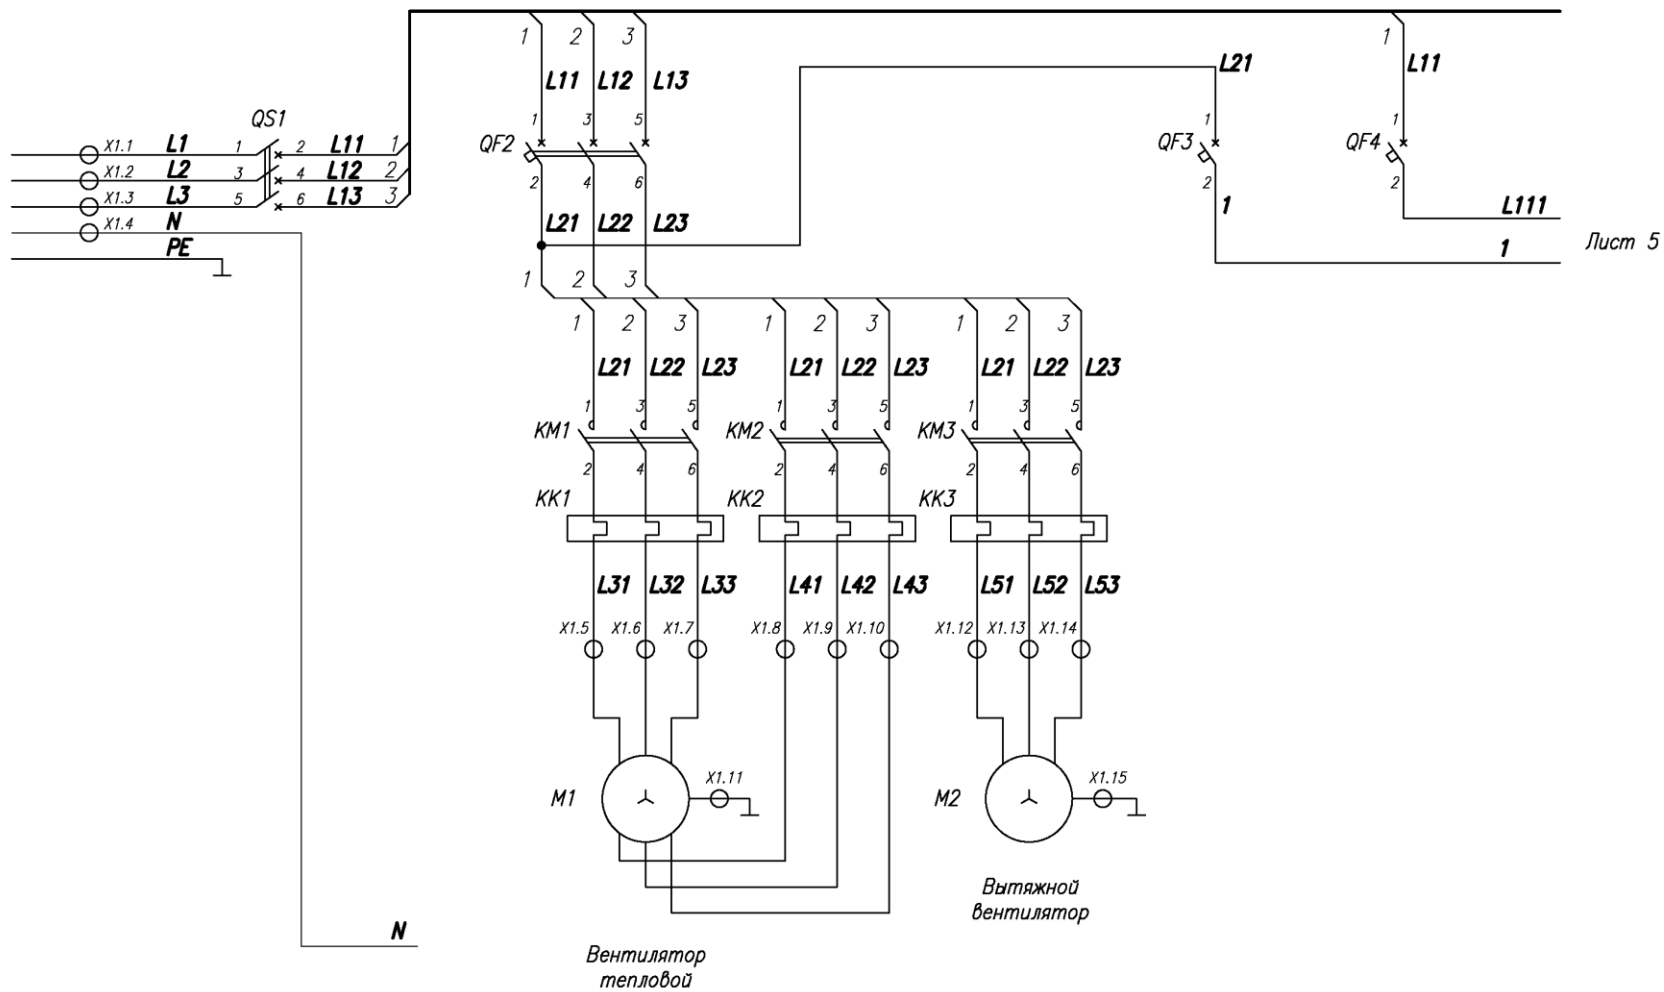 1 2 3 1
L11 L12 L13 L21 L11
QS1
1 3 5 1 1
QF2 QF3 QF4
X1.1 L1 1 2 L11 1
X1.2 L2 3 4 L12 2
X1.3 L3 5 6 L13 3
X1.4 N
PE
2 4 6 2 2
L21 L22 L23 1 L111
1 Лист 5
1 2 3
1 2 3 1 2 3 1 2 3
L21 L22 L23 L21 L22 L23 L21 L22 L23
1 3 5 1 3 5 1 3 5
KM1 KM2 KM3
2 4 6 2 4 6 2 4 6
KK1 KK2 KK3
L31 L32 L33 L41 L42 L43 L51 L52 L53
X1.5 X1.6 X1.7 X1.8 X1.9 X1.10 X1.12 X1.13 X1.14
X1.11 X1.15
M1 M2
Вытяжной
вентилятор
N
Вентилятор
тепловой